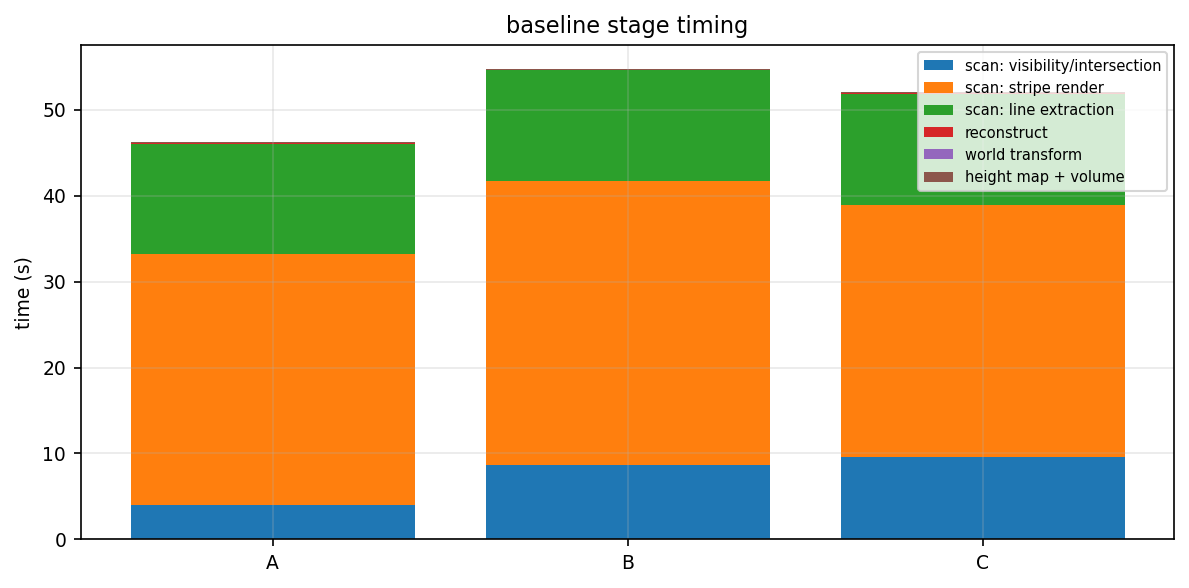 baseline stage timing
scan: visibility/intersection
scan: stripe render
scan: line extraction
reconstruct
world transform
height map + volume
time (s)
50
40
30
20
10
0
A
B
C